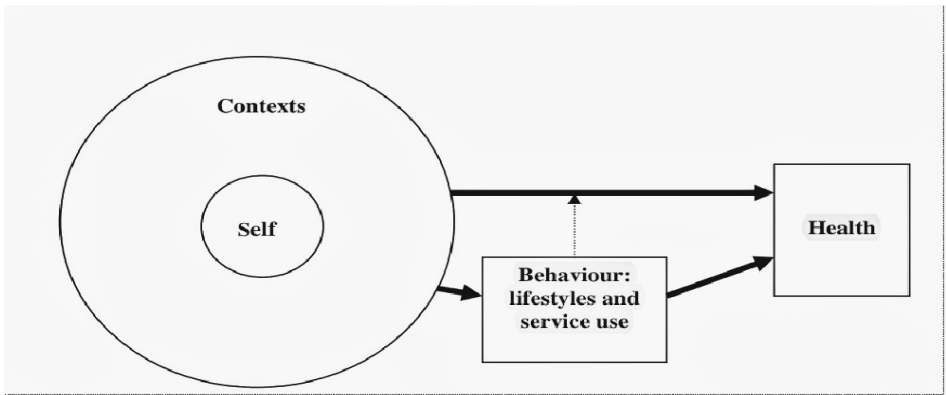 Contexts
Self
Health
Behaviour:
lifestyles and
service use